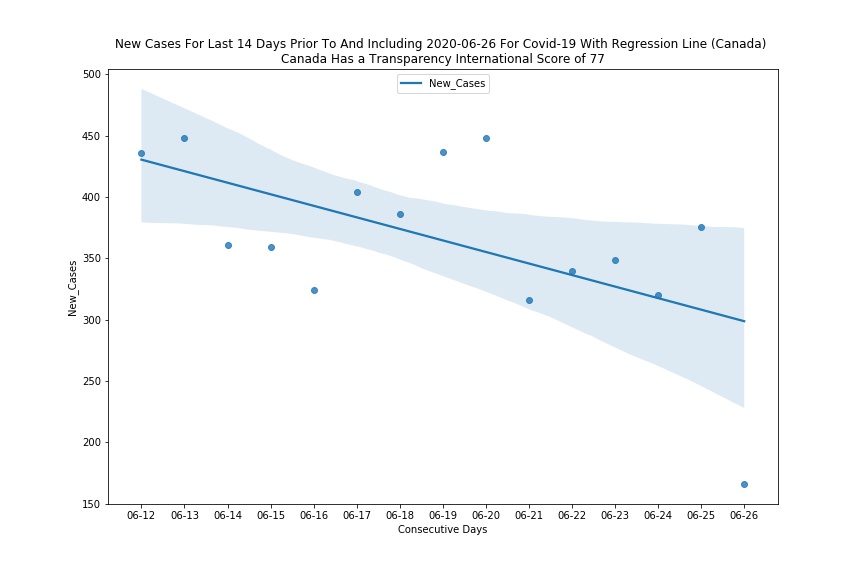 New Cases For Last 14 Days Prior To And Including 2020-06-26 For Covid-19 With Regression Line (Canada)
Canada Has a Transparency International Score of 77
New_Cases
500
450
400
350
300
250
200
150
New_Cases
06-12 06-13 06-14 06-15 06-16 06-17 06-18 06-19 06-20 06-21 06-22 06-23 06-24 06-25 06-26
Consecutive Days